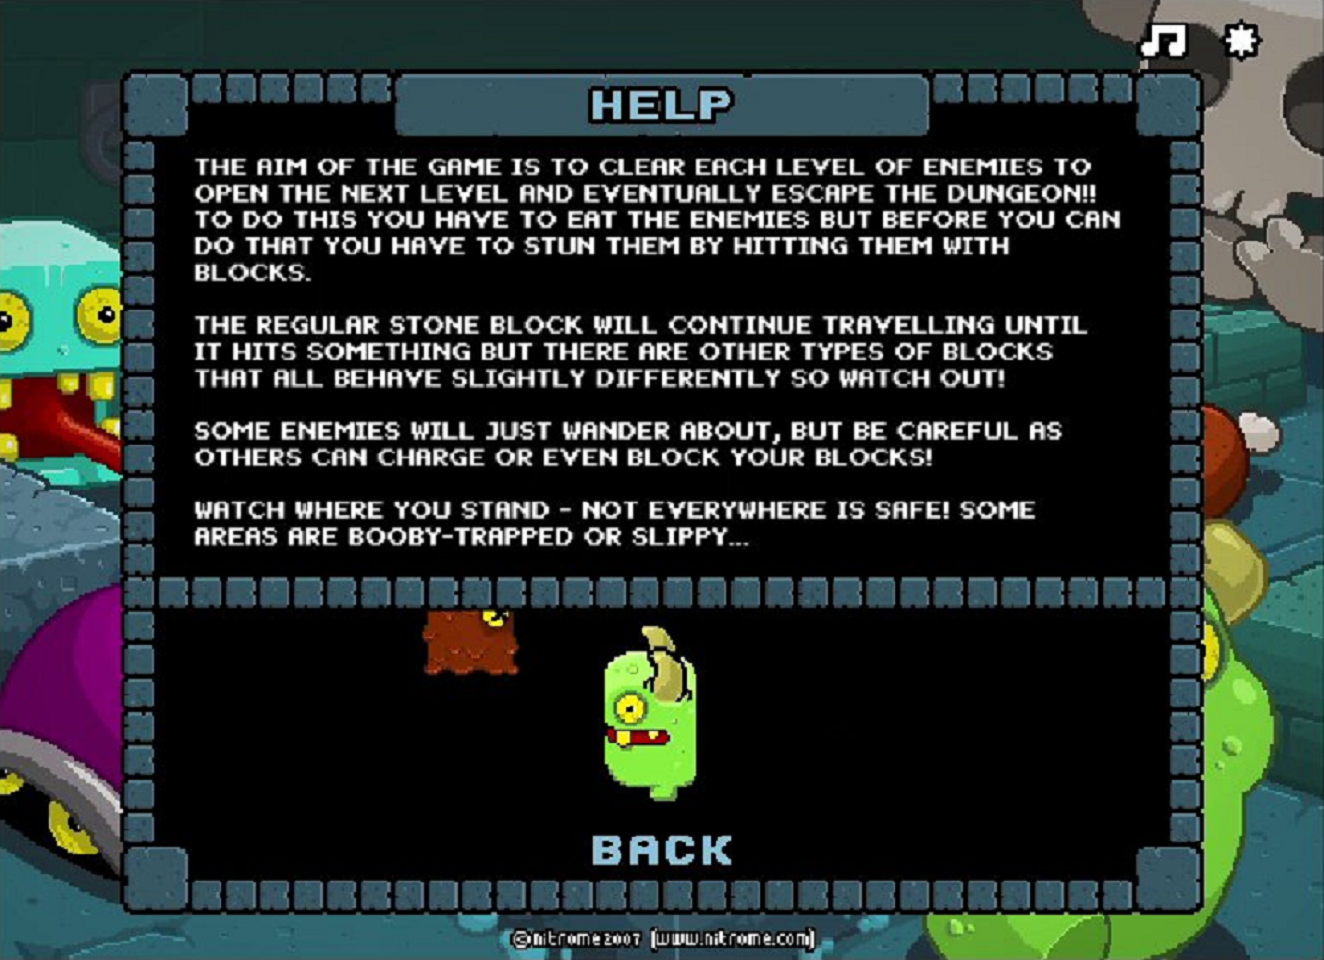 HELP
THE AIM OF THE GAME IS TO CLEAR EACH LEVEL OF ENEMIES TO
OPEN THE NEXT LEVEL AND EVENTUALLY ESCAPE THE DUNGEON!!
TO DO THIS YOU HAVE TO EAT THE ENEMIES BUT BEFORE YOU CAN
DO THAT YOU HAVE TO STUN THEM BY HITTING THEM WITH
BLOCKS.
THE REGULAR STONE BLOCK WILL CONTINUE TRAVELLING UNTIL
IT HITS SOMETHING BUT THERE ARE OTHER TYPES OF BLOCKS
THAT ALL BEHAVE SLIGHTLY DIFFERENTLY SO WATCH OUT!
SOME ENEMIES WILL JUST WANDER ABOUT, BUT BE CAREFUL AS
OTHERS CAN CHARGE OR EVEN BLOCK YOUR BLOCKS!
WATCH WHERE YOU STAND - NOT EVERYWHERE IS SAFE! SOME
AREAS ARE BOOBY-TRAPPED OR SLIPPY...
BACK
©nitrome2007 [www.nitrome.com]